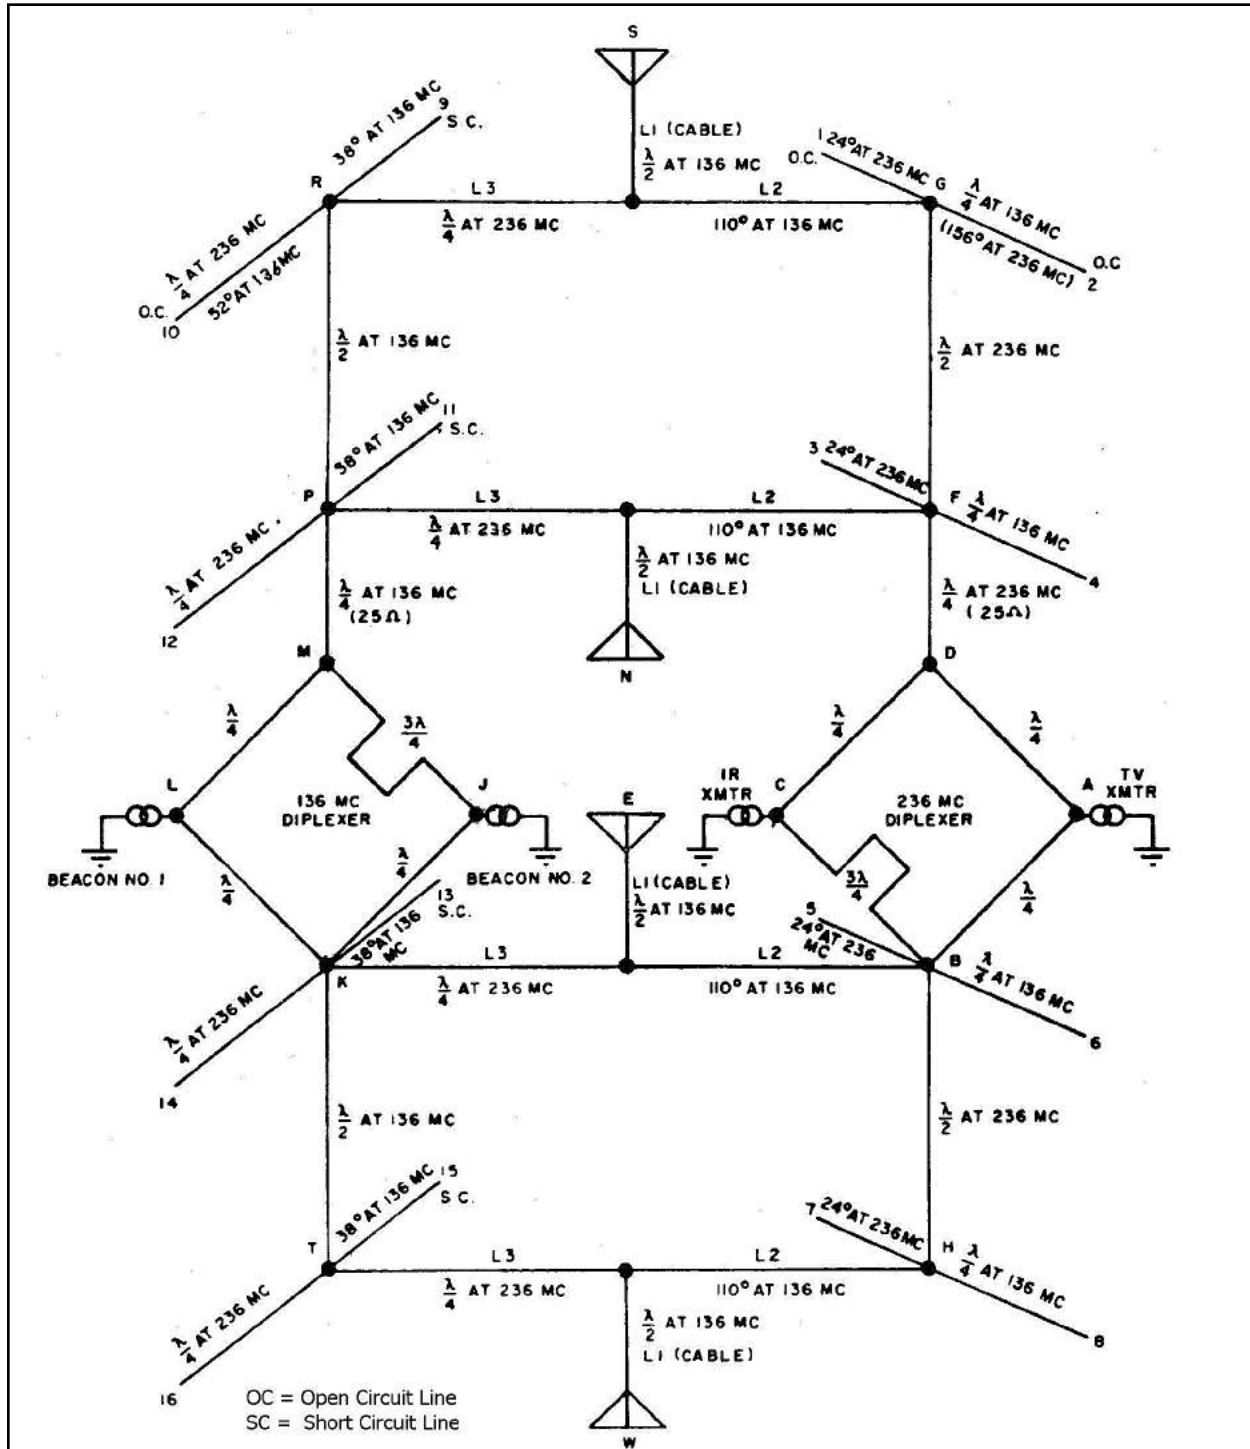 S
38° AT 136 MC
9
S.C.
L1 (CABLE)
λ/2 AT 136 MC
1
24° AT 236 MC
O.C.
R
L3
L2
G
λ/4 AT 136 MC
(156° AT 236 MC)
O.C
2
λ/4 AT 236 MC
110° AT 136 MC
λ/4 AT 236 MC
52° AT 136MC
O.C.
10
λ/2 AT 136 MC
λ/2 AT 236 MC
38° AT 136 MC
11
S.C.
3
24° AT 236 MC
P
L3
L2
F
λ/4 AT 136 MC
λ/4 AT 236 MC
110° AT 136 MC
4
λ/4 AT 236 MC
12
λ/2 AT 136 MC
L1 (CABLE)
λ/4 AT 136 MC
(25Ω)
λ/4 AT 236 MC
(25Ω)
M
N
D
λ/4
3λ/4
λ/4
λ/4
L
J
136 MC
DIPLEXER
E
IR
XMTR
C
236 MC
DIPLEXER
A
TV
XMTR
BEACON NO. 1
BEACON NO. 2
λ/4
λ/4
L1(CABLE)
λ/2 AT 136 MC
3λ/4
λ/4
13
S.C.
38° AT 136
MC
5
24° AT 236
MC
K
L3
L2
B
λ/4 AT 136 MC
λ/4 AT 236 MC
110° AT 136 MC
6
λ/4 AT 236 MC
14
λ/2 AT 136 MC
λ/2 AT 236 MC
38° AT 136 MC
15
S C.
7
24° AT 236 MC
T
L3
L2
H
λ/4 AT 136 MC
λ/4 AT 236 MC
110° AT 136 MC
8
λ/4 AT 236 MC
16
λ/2 AT 136 MC
L1 (CABLE)
OC = Open Circuit Line
SC = Short Circuit Line
W